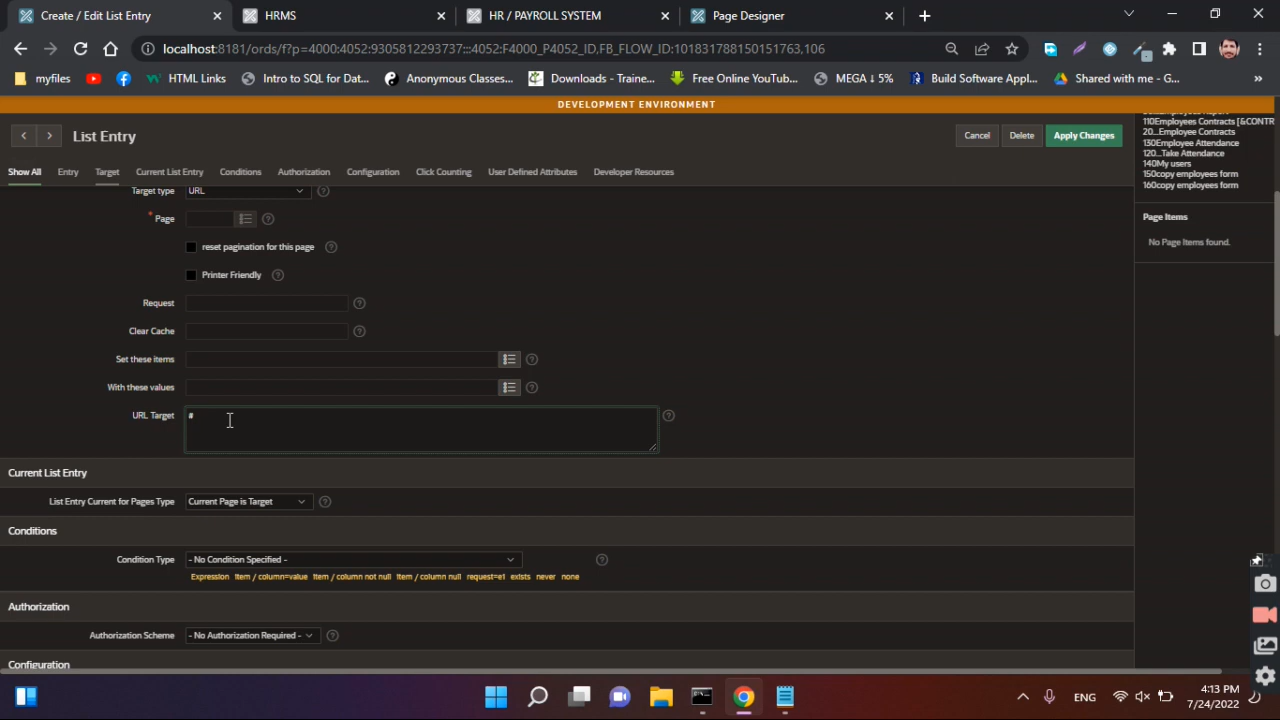 Create / Edit List Entry
HRMS
HR / PAYROLL SYSTEM
Page Designer
localhost:8181/ords/f?p=4000:4052:9305812293737:::4052:F4000_P4052_ID,FB_FLOW_ID:101831788150151763,106
myfiles
HTML Links
Intro to SQL for Dat...
Anonymous Classes...
Downloads - Traine...
Free Online YouTub...
MEGA ⇓ 5%
Build Software Appl...
Shared with me - G...
DEVELOPMENT ENVIRONMENT
List Entry
Cancel
Delete
Apply Changes
Show All
Entry
Target
Current List Entry
Conditions
Authorization
Configuration
Click Counting
User Defined Attributes
Developer Resources
110Employees Contracts [&CONTR
20...Employee Contracts
130Employee Attendance
120...Take Attendance
140My users
150copy employees form
160copy employees form
Page Items
No Page Items found.
Target type
URL
* Page
reset pagination for this page
Printer Friendly
Request
Clear Cache
Set these items
With these values
URL Target
#
Current List Entry
List Entry Current for Pages Type
Current Page is Target
Conditions
Condition Type
- No Condition Specified -
Expression Item / column=value Item / column not null Item / column null request=e1 exists never none
Authorization
Authorization Scheme
- No Authorization Required -
Configuration
ENG
4:13 PM
7/24/2022